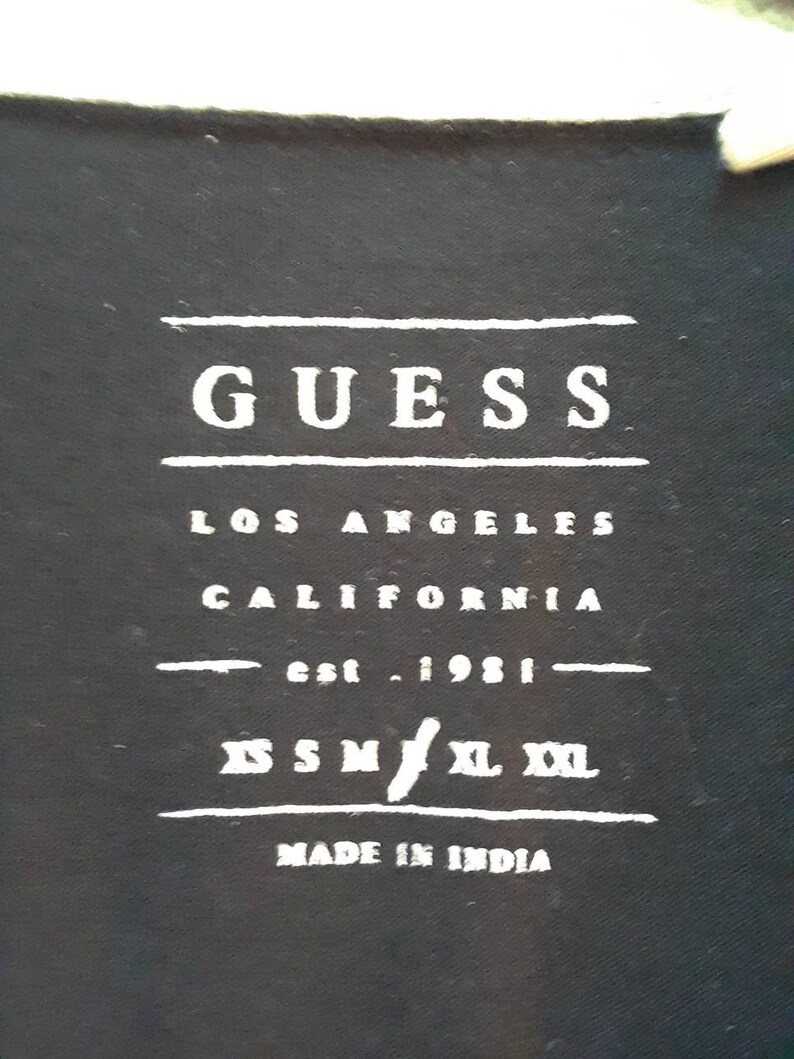 GUESS
LOS ANGELES
CALIFORNIA
est .1981
XS S M L XL XXL
MADE IN INDIA